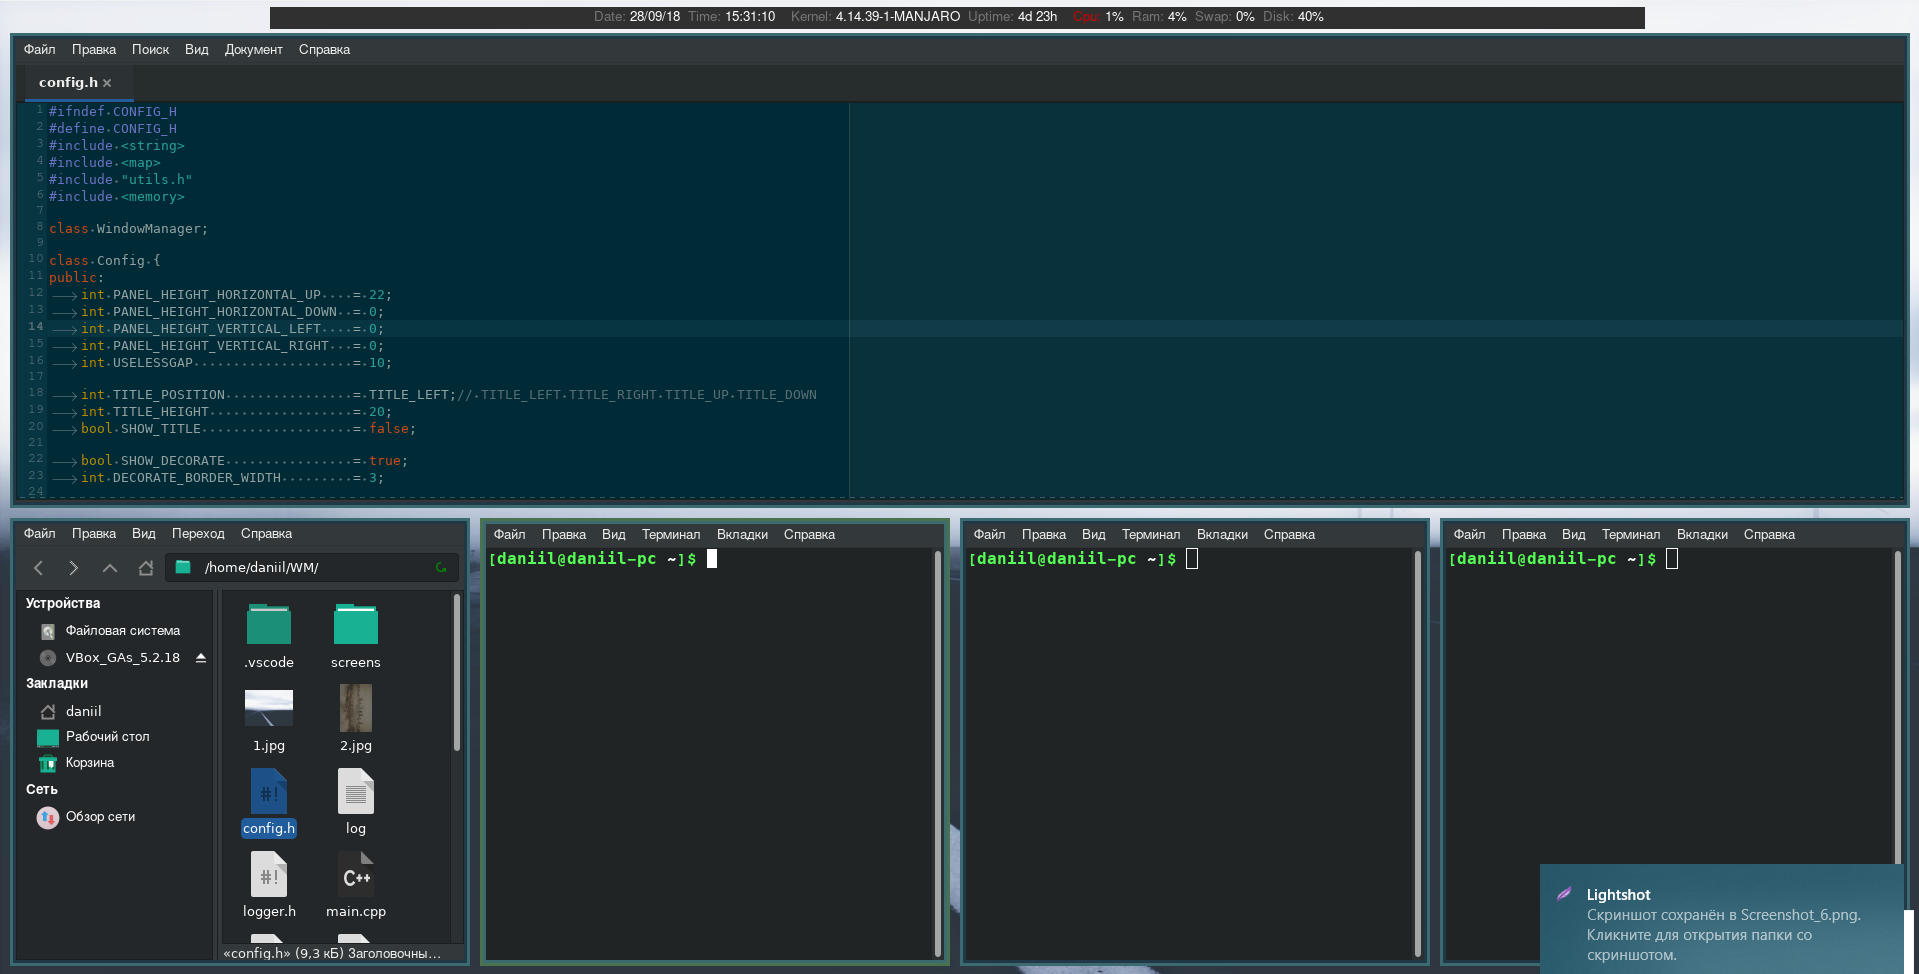 Date: 28/09/18 Time: 15:31:10 Kernel: 4.14.39-1-MANJARO Uptime: 4d 23h Cpu: 1% Ram: 4% Swap: 0% Disk: 40%
Файл Правка Поиск Вид Документ Справка
config.h ×
1 #ifndef CONFIG_H
2 #define CONFIG_H
3 #include <string>
4 #include <map>
5 #include "utils.h"
6 #include <memory>
7
8 class WindowManager;
9
10 class Config {
11 public:
12 int PANEL_HEIGHT_HORIZONTAL_UP = 22;
13 int PANEL_HEIGHT_HORIZONTAL_DOWN = 0;
14 int PANEL_HEIGHT_VERTICAL_LEFT = 0;
15 int PANEL_HEIGHT_VERTICAL_RIGHT = 0;
16 int USELESSGAP = 10;
17
18 int TITLE_POSITION = TITLE_LEFT;// TITLE_LEFT TITLE_RIGHT TITLE_UP TITLE_DOWN
19 int TITLE_HEIGHT = 20;
20 bool SHOW_TITLE = false;
21
22 bool SHOW_DECORATE = true;
23 int DECORATE_BORDER_WIDTH = 3;
24
Файл Правка Вид Переход Справка
/home/daniil/WM/
Устройства
Файловая система
VBox_GAs_5.2.18
Закладки
daniil
Рабочий стол
Корзина
Сеть
Обзор сети
.vscode screens
1.jpg 2.jpg
#!
config.h log
#! C++
logger.h main.cpp
«config.h» (9,3 кБ) Заголовочны…
Файл Правка Вид Терминал Вкладки Справка
[daniil@daniil-pc ~]$
Файл Правка Вид Терминал Вкладки Справка
[daniil@daniil-pc ~]$
Файл Правка Вид Терминал Вкладки Справка
[daniil@daniil-pc ~]$
Lightshot
Скриншот сохранён в Screenshot_6.png.
Кликните для открытия папки со
скриншотом.